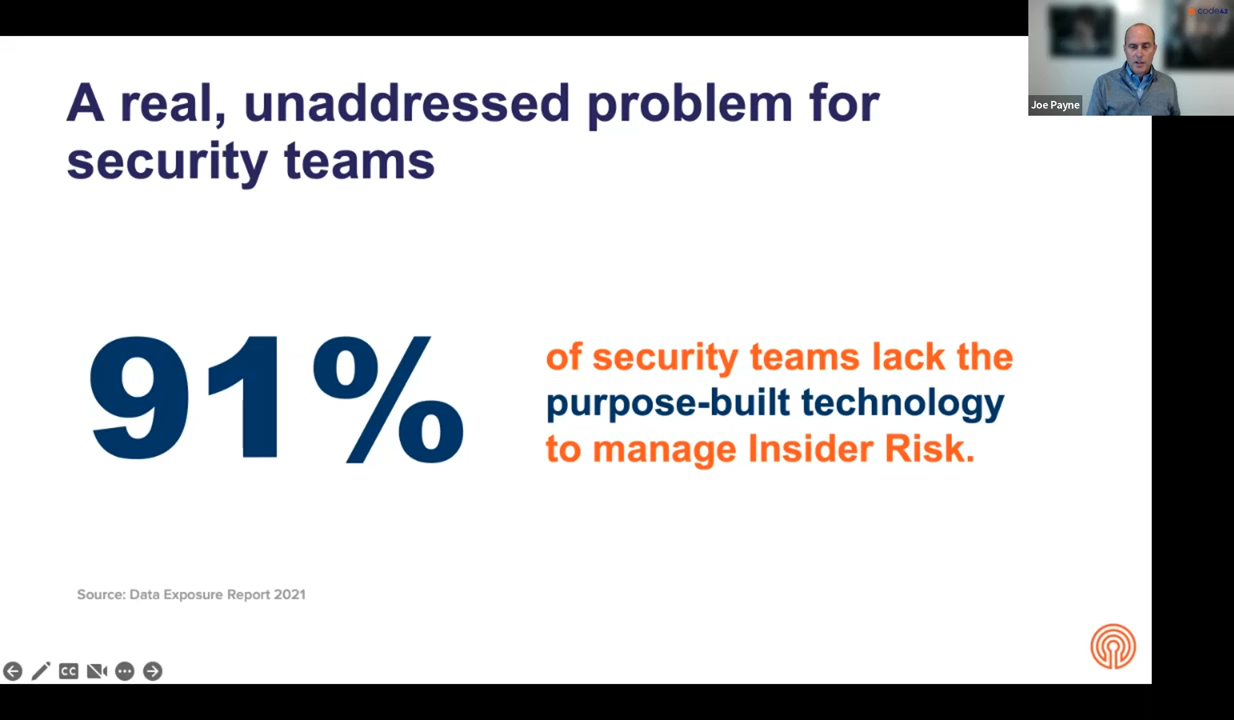 code42
Joe Payne
A real, unaddressed problem for
security teams
91%
of security teams lack the
purpose-built technology
to manage Insider Risk.
Source: Data Exposure Report 2021
CC